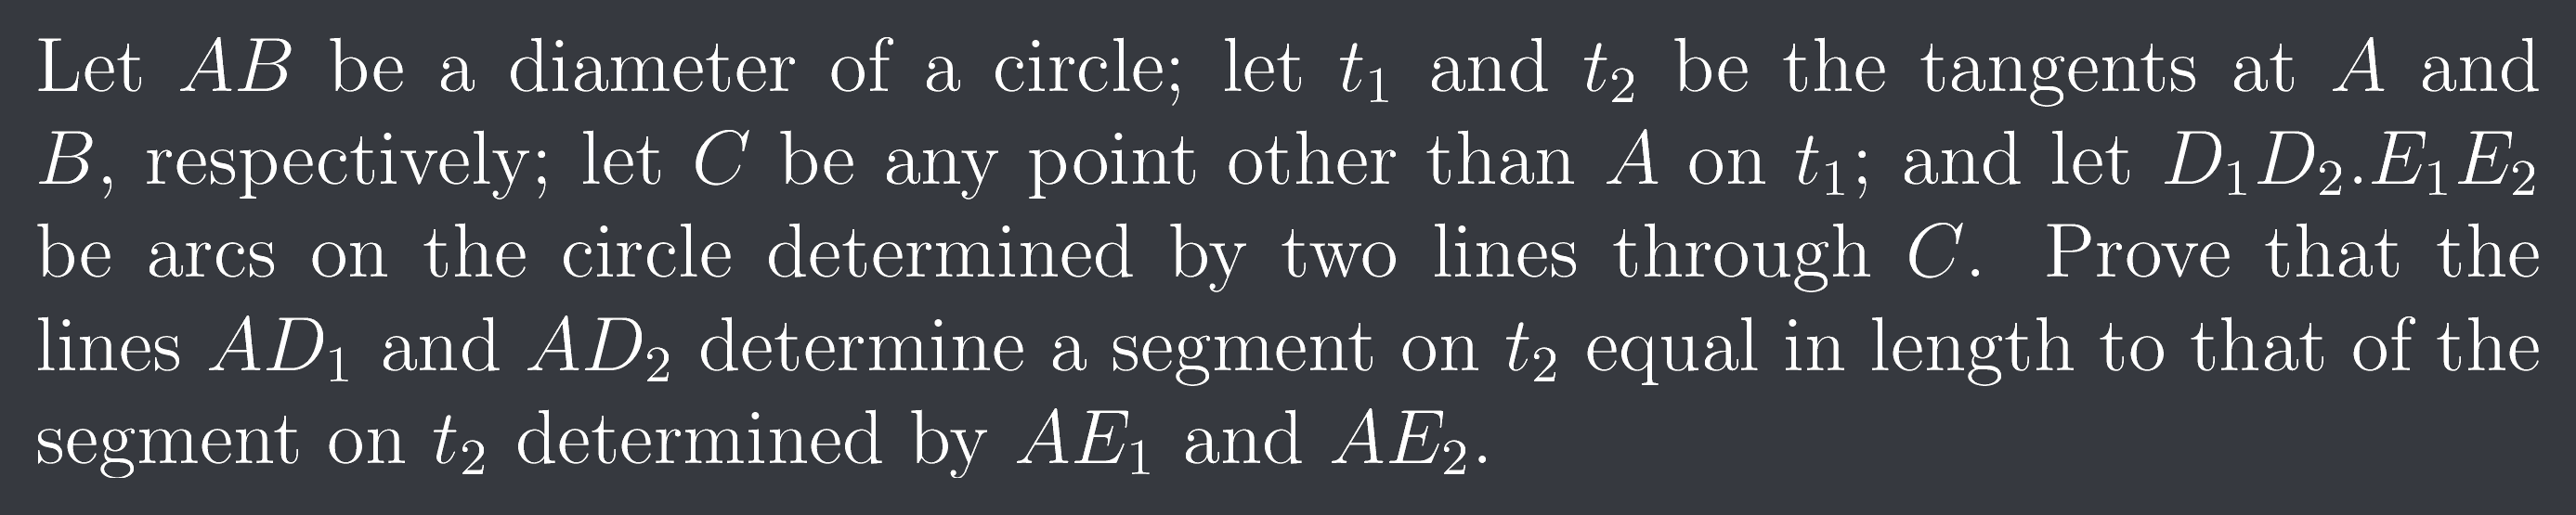 Let AB be a diameter of a circle; let t₁ and t₂ be the tangents at A and
B, respectively; let C be any point other than A on t₁; and let D₁D₂.E₁E₂
be arcs on the circle determined by two lines through C. Prove that the
lines AD₁ and AD₂ determine a segment on t₂ equal in length to that of the
segment on t₂ determined by AE₁ and AE₂.